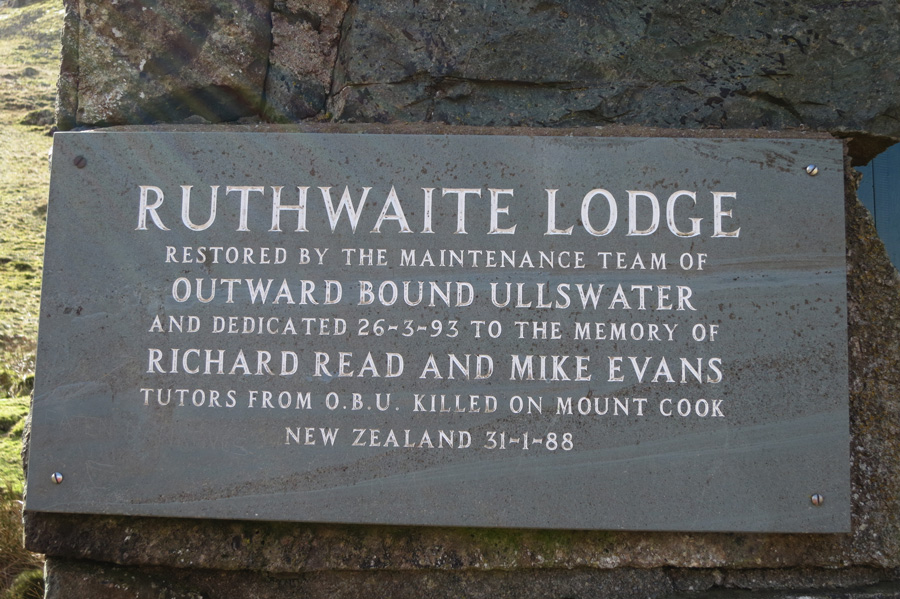 RUTHWAITE LODGE
RESTORED BY THE MAINTENANCE TEAM OF
OUTWARD BOUND ULLSWATER
AND DEDICATED 26-3-93 TO THE MEMORY OF
RICHARD READ AND MIKE EVANS
TUTORS FROM O.B.U. KILLED ON MOUNT COOK
NEW ZEALAND 31-1-88